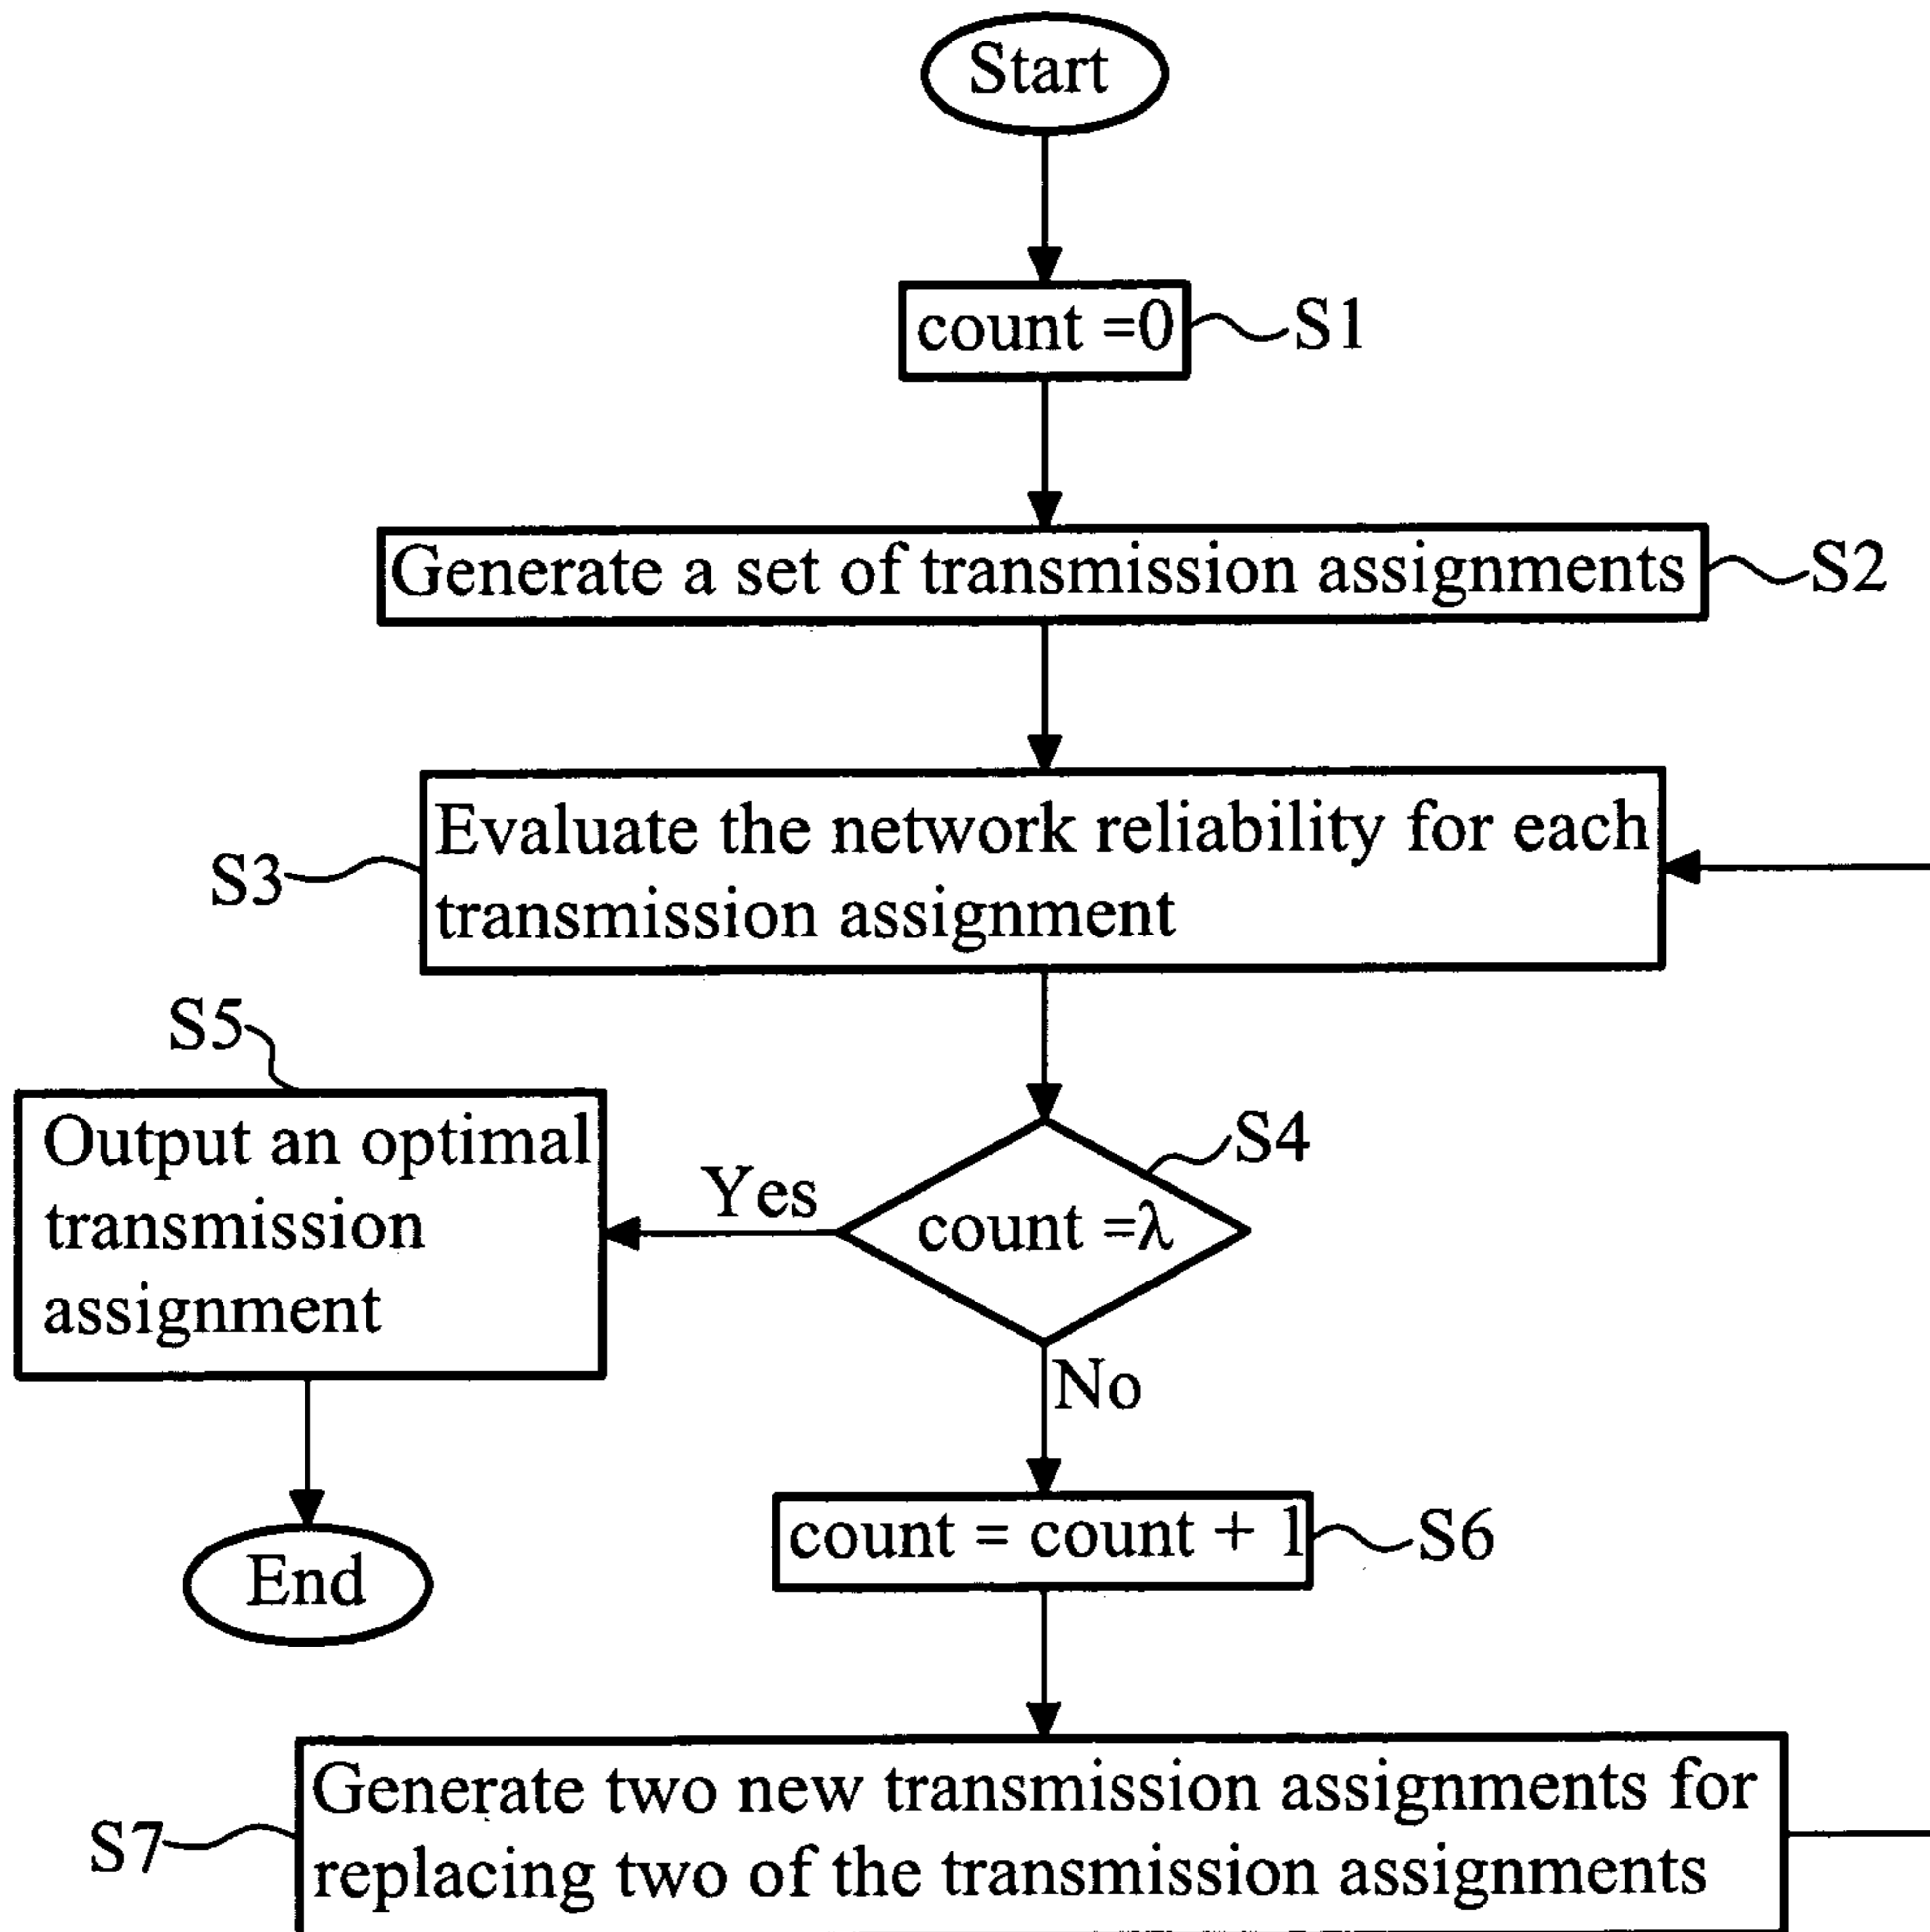 Start
count =0
S1
Generate a set of transmission assignments
S2
Evaluate the network reliability for each
transmission assignment
S3
S5
Output an optimal
transmission
assignment
Yes
count =λ
S4
No
End
count = count + 1
S6
Generate two new transmission assignments for
replacing two of the transmission assignments
S7